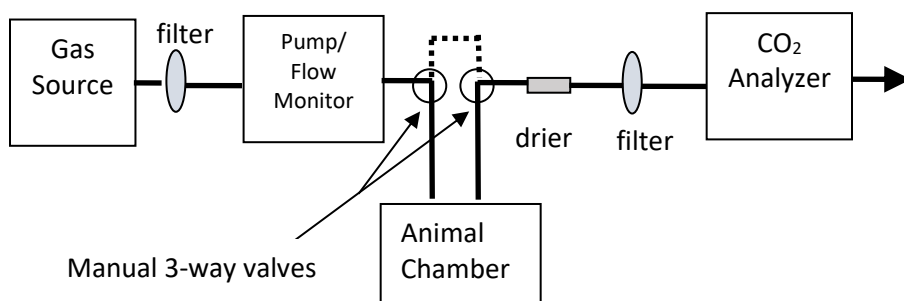 Gas
Source
filter
Pump/
Flow
Monitor
drier
filter
CO₂
Analyzer
Manual 3-way valves
Animal
Chamber